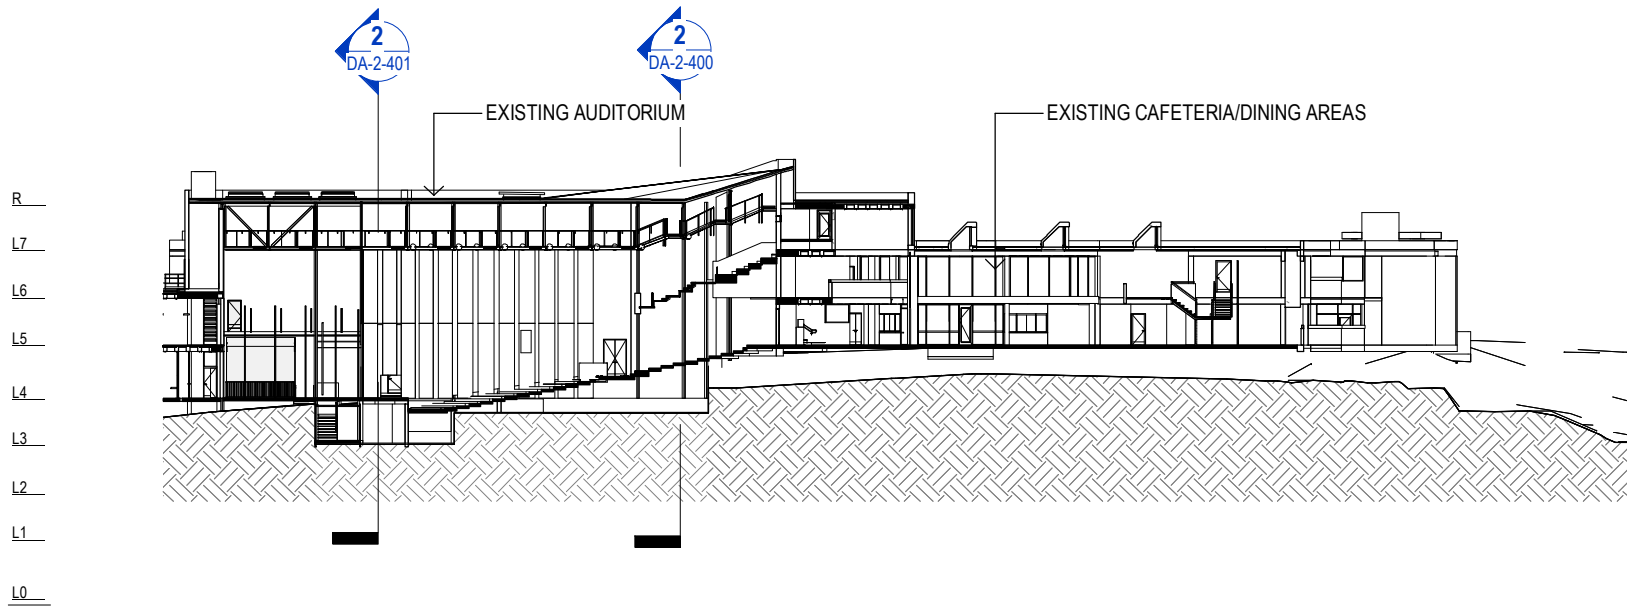 2
DA-2-401
2
DA-2-400
EXISTING AUDITORIUM
EXISTING CAFETERIA/DINING AREAS
R
L7
L6
L5
L4
L3
L2
L1
L0